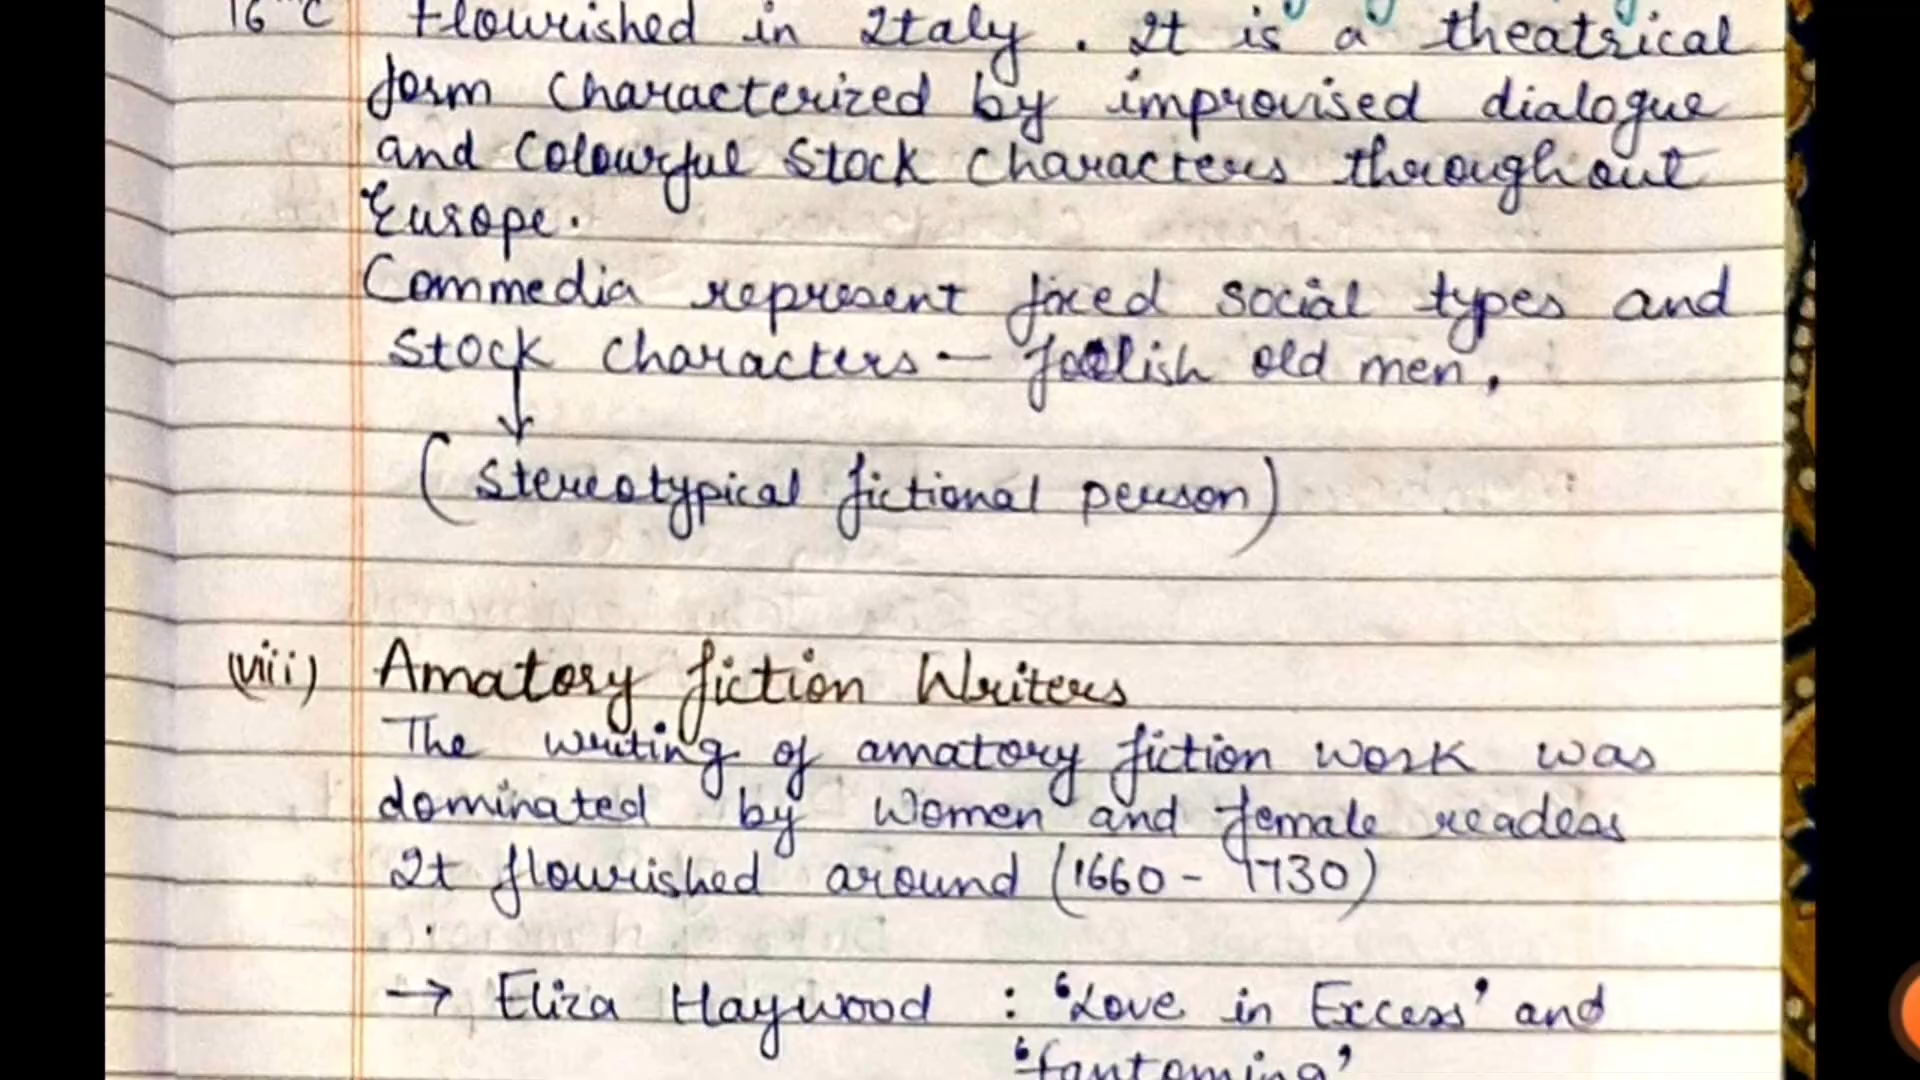 16 C Flourished in Italy. It is a theatrical
form characterized by improvised dialogue
and Colourful Stock Characters throughout
Europe.
Commedia represent fixed social types and
Stock Characters - foolish old men.
(Stereotypical fictional person)
(viii) Amatory fiction Writers
The writing of amatory fiction work was
dominated by Women and female readers
It flourished around (1660 - 1730)
→ Eliza Haywood : 'Love in Excess' and
'fantoming'